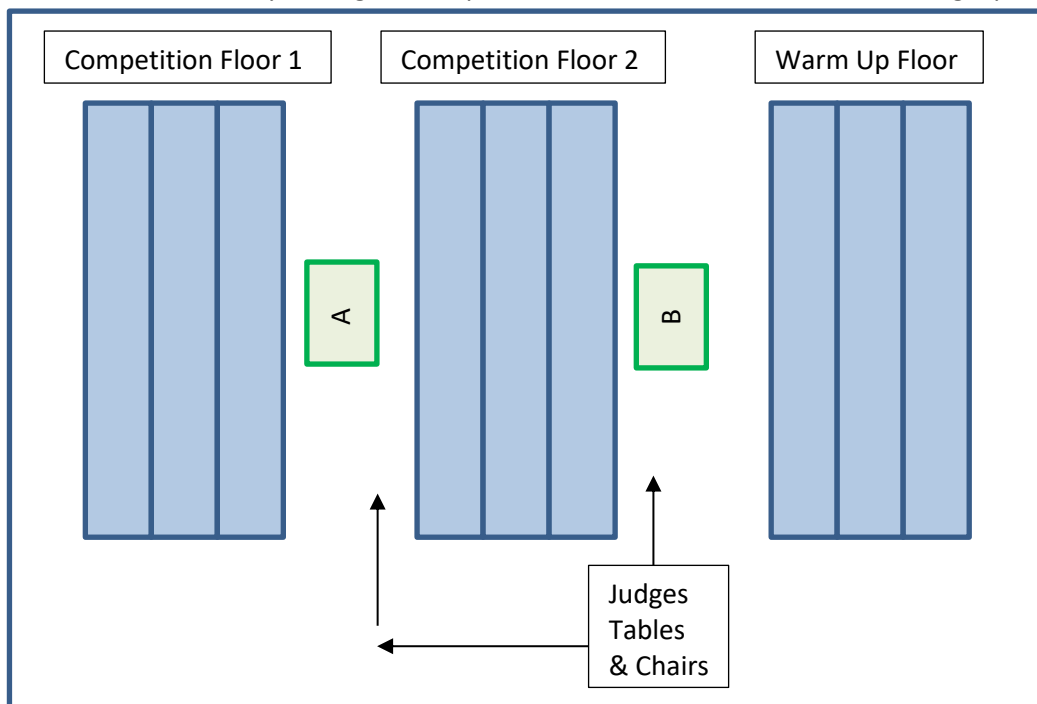 Competition Floor 1
Competition Floor 2
Warm Up Floor
A
B
Judges
Tables
& Chairs